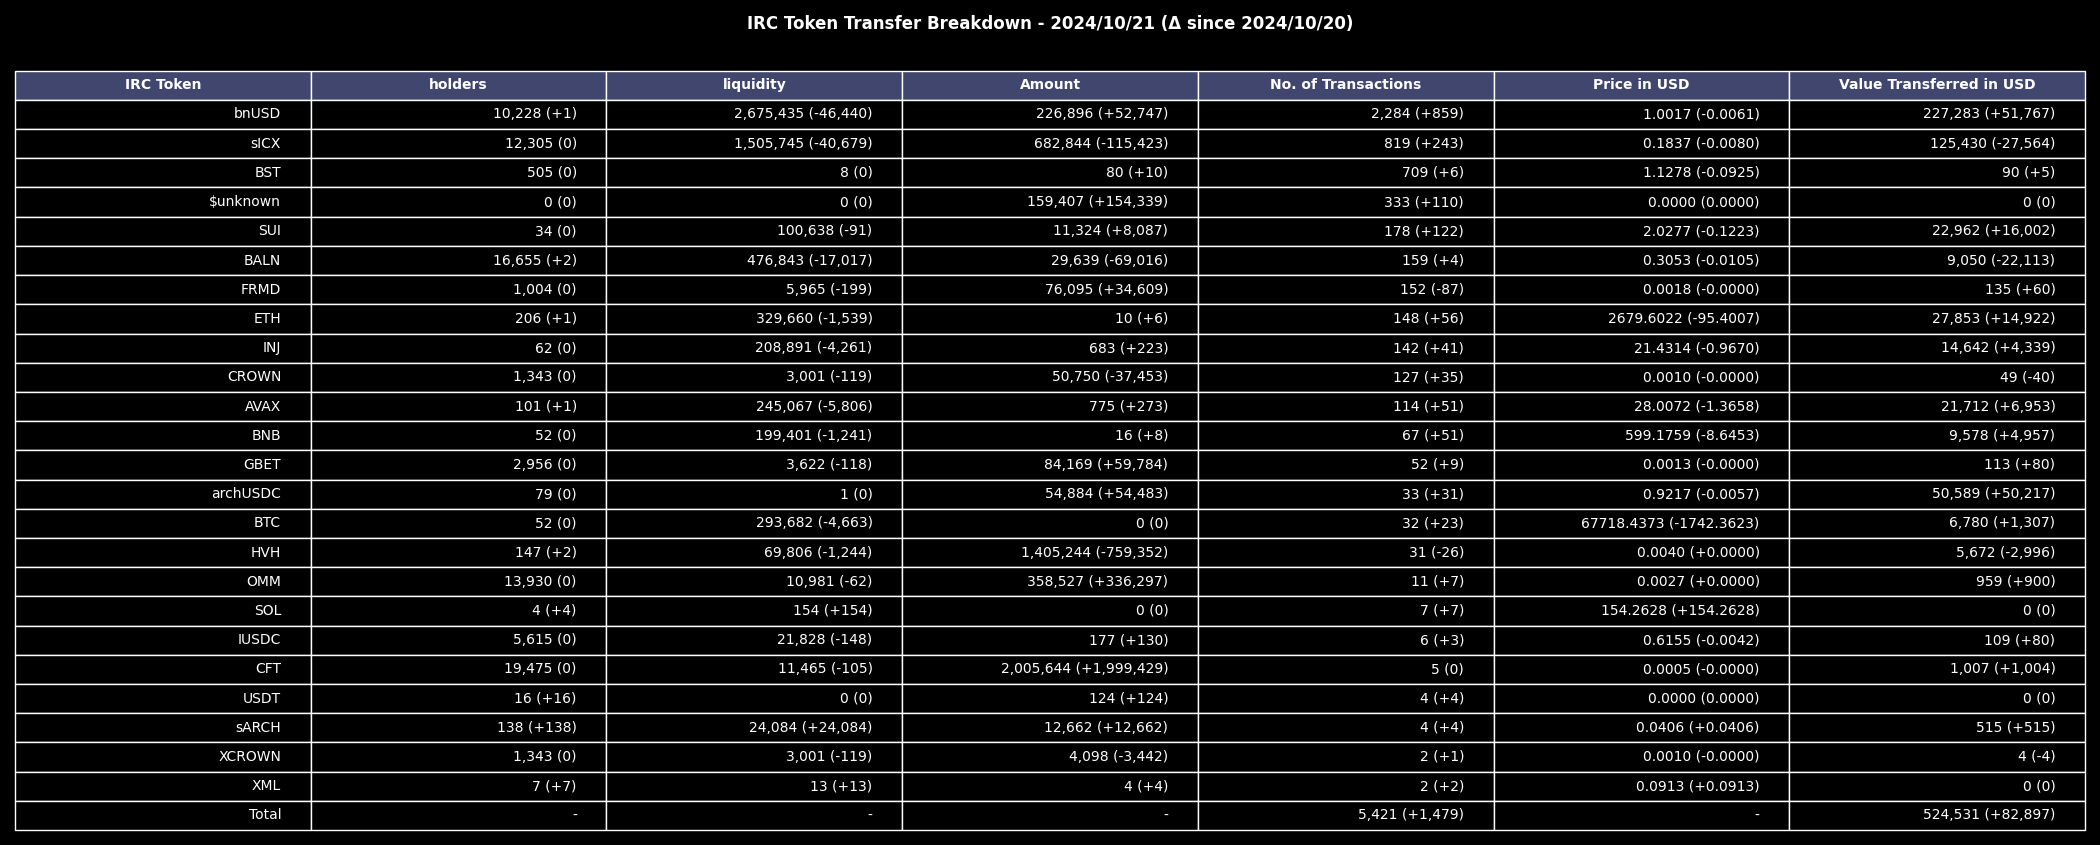 IRC Token Transfer Breakdown - 2024/10/21 (Δ since 2024/10/20)
IRC Token holders liquidity Amount No. of Transactions Price in USD Value Transferred in USD
bnUSD 10,228 (+1) 2,675,435 (-46,440) 226,896 (+52,747) 2,284 (+859) 1.0017 (-0.0061) 227,283 (+51,767)
sICX 12,305 (0) 1,505,745 (-40,679) 682,844 (-115,423) 819 (+243) 0.1837 (-0.0080) 125,430 (-27,564)
BST 505 (0) 8 (0) 80 (+10) 709 (+6) 1.1278 (-0.0925) 90 (+5)
$unknown 0 (0) 0 (0) 159,407 (+154,339) 333 (+110) 0.0000 (0.0000) 0 (0)
SUI 34 (0) 100,638 (-91) 11,324 (+8,087) 178 (+122) 2.0277 (-0.1223) 22,962 (+16,002)
BALN 16,655 (+2) 476,843 (-17,017) 29,639 (-69,016) 159 (+4) 0.3053 (-0.0105) 9,050 (-22,113)
FRMD 1,004 (0) 5,965 (-199) 76,095 (+34,609) 152 (-87) 0.0018 (-0.0000) 135 (+60)
ETH 206 (+1) 329,660 (-1,539) 10 (+6) 148 (+56) 2679.6022 (-95.4007) 27,853 (+14,922)
INJ 62 (0) 208,891 (-4,261) 683 (+223) 142 (+41) 21.4314 (-0.9670) 14,642 (+4,339)
CROWN 1,343 (0) 3,001 (-119) 50,750 (-37,453) 127 (+35) 0.0010 (-0.0000) 49 (-40)
AVAX 101 (+1) 245,067 (-5,806) 775 (+273) 114 (+51) 28.0072 (-1.3658) 21,712 (+6,953)
BNB 52 (0) 199,401 (-1,241) 16 (+8) 67 (+51) 599.1759 (-8.6453) 9,578 (+4,957)
GBET 2,956 (0) 3,622 (-118) 84,169 (+59,784) 52 (+9) 0.0013 (-0.0000) 113 (+80)
archUSDC 79 (0) 1 (0) 54,884 (+54,483) 33 (+31) 0.9217 (-0.0057) 50,589 (+50,217)
BTC 52 (0) 293,682 (-4,663) 0 (0) 32 (+23) 67718.4373 (-1742.3623) 6,780 (+1,307)
HVH 147 (+2) 69,806 (-1,244) 1,405,244 (-759,352) 31 (-26) 0.0040 (+0.0000) 5,672 (-2,996)
OMM 13,930 (0) 10,981 (-62) 358,527 (+336,297) 11 (+7) 0.0027 (+0.0000) 959 (+900)
SOL 4 (+4) 154 (+154) 0 (0) 7 (+7) 154.2628 (+154.2628) 0 (0)
IUSDC 5,615 (0) 21,828 (-148) 177 (+130) 6 (+3) 0.6155 (-0.0042) 109 (+80)
CFT 19,475 (0) 11,465 (-105) 2,005,644 (+1,999,429) 5 (0) 0.0005 (-0.0000) 1,007 (+1,004)
USDT 16 (+16) 0 (0) 124 (+124) 4 (+4) 0.0000 (0.0000) 0 (0)
sARCH 138 (+138) 24,084 (+24,084) 12,662 (+12,662) 4 (+4) 0.0406 (+0.0406) 515 (+515)
XCROWN 1,343 (0) 3,001 (-119) 4,098 (-3,442) 2 (+1) 0.0010 (-0.0000) 4 (-4)
XML 7 (+7) 13 (+13) 4 (+4) 2 (+2) 0.0913 (+0.0913) 0 (0)
Total - - - 5,421 (+1,479) - 524,531 (+82,897)